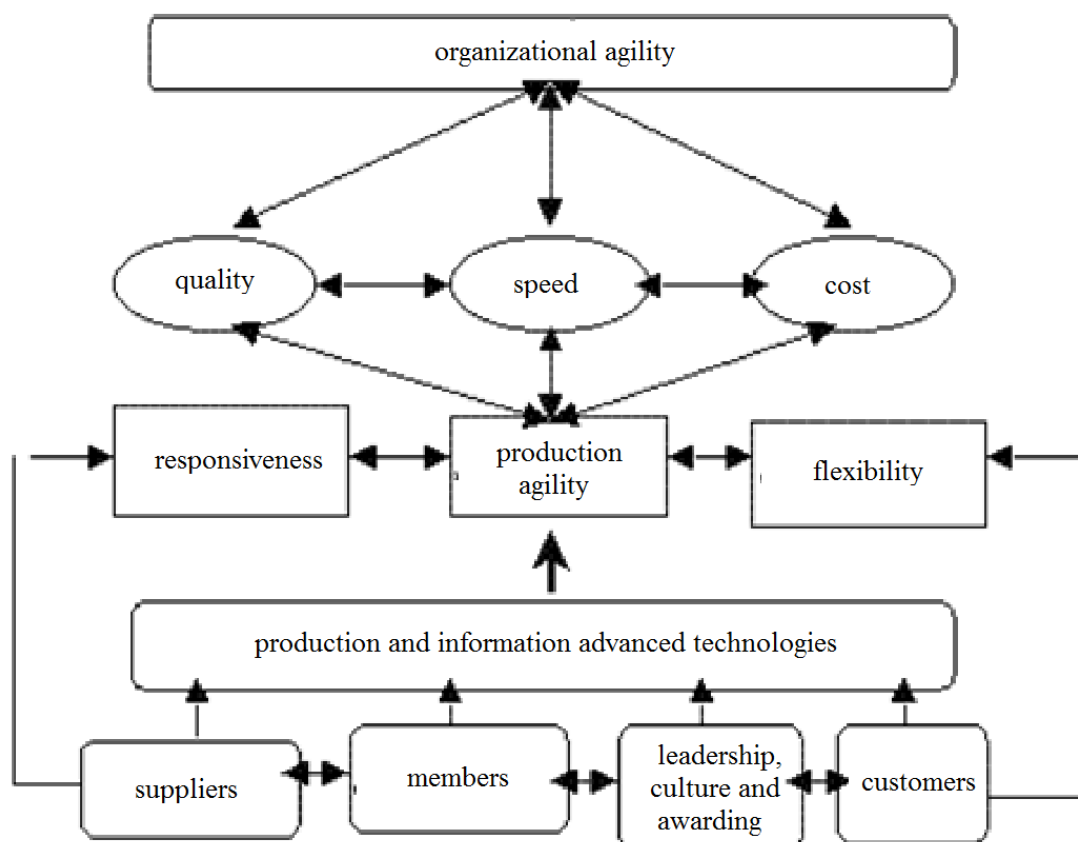 organizational agility
quality
speed
cost
responsiveness
production
agility
flexibility
production and information advanced technologies
suppliers
members
leadership,
culture and
awarding
customers